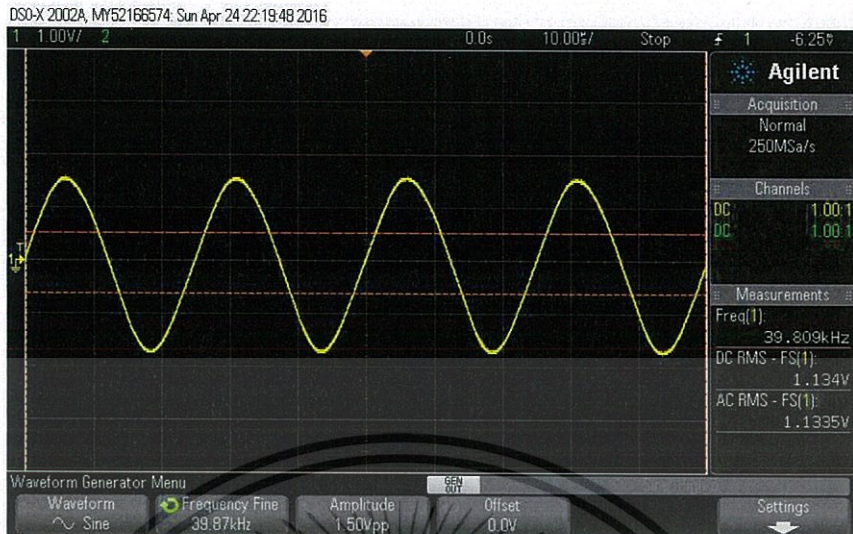 DSO-X 2002A, MY52166574: Sun Apr 24 22:19:48 2016
1 1.00V/ 2 0.0s 10.00µs/ Stop 1 -6.25V
Agilent
Acquisition
Normal
250MSa/s
Channels
DC 1.00:1
DC 1.00:1
Measurements
Freq(1):
39.809kHz
DC RMS - FS(1):
1.134V
AC RMS - FS(1):
1.1335V
T
1
Waveform Generator Menu
GEN OUT
Waveform
Sine
Frequency Fine
39.87kHz
Amplitude
1.50Vpp
Offset
0.0V
Settings